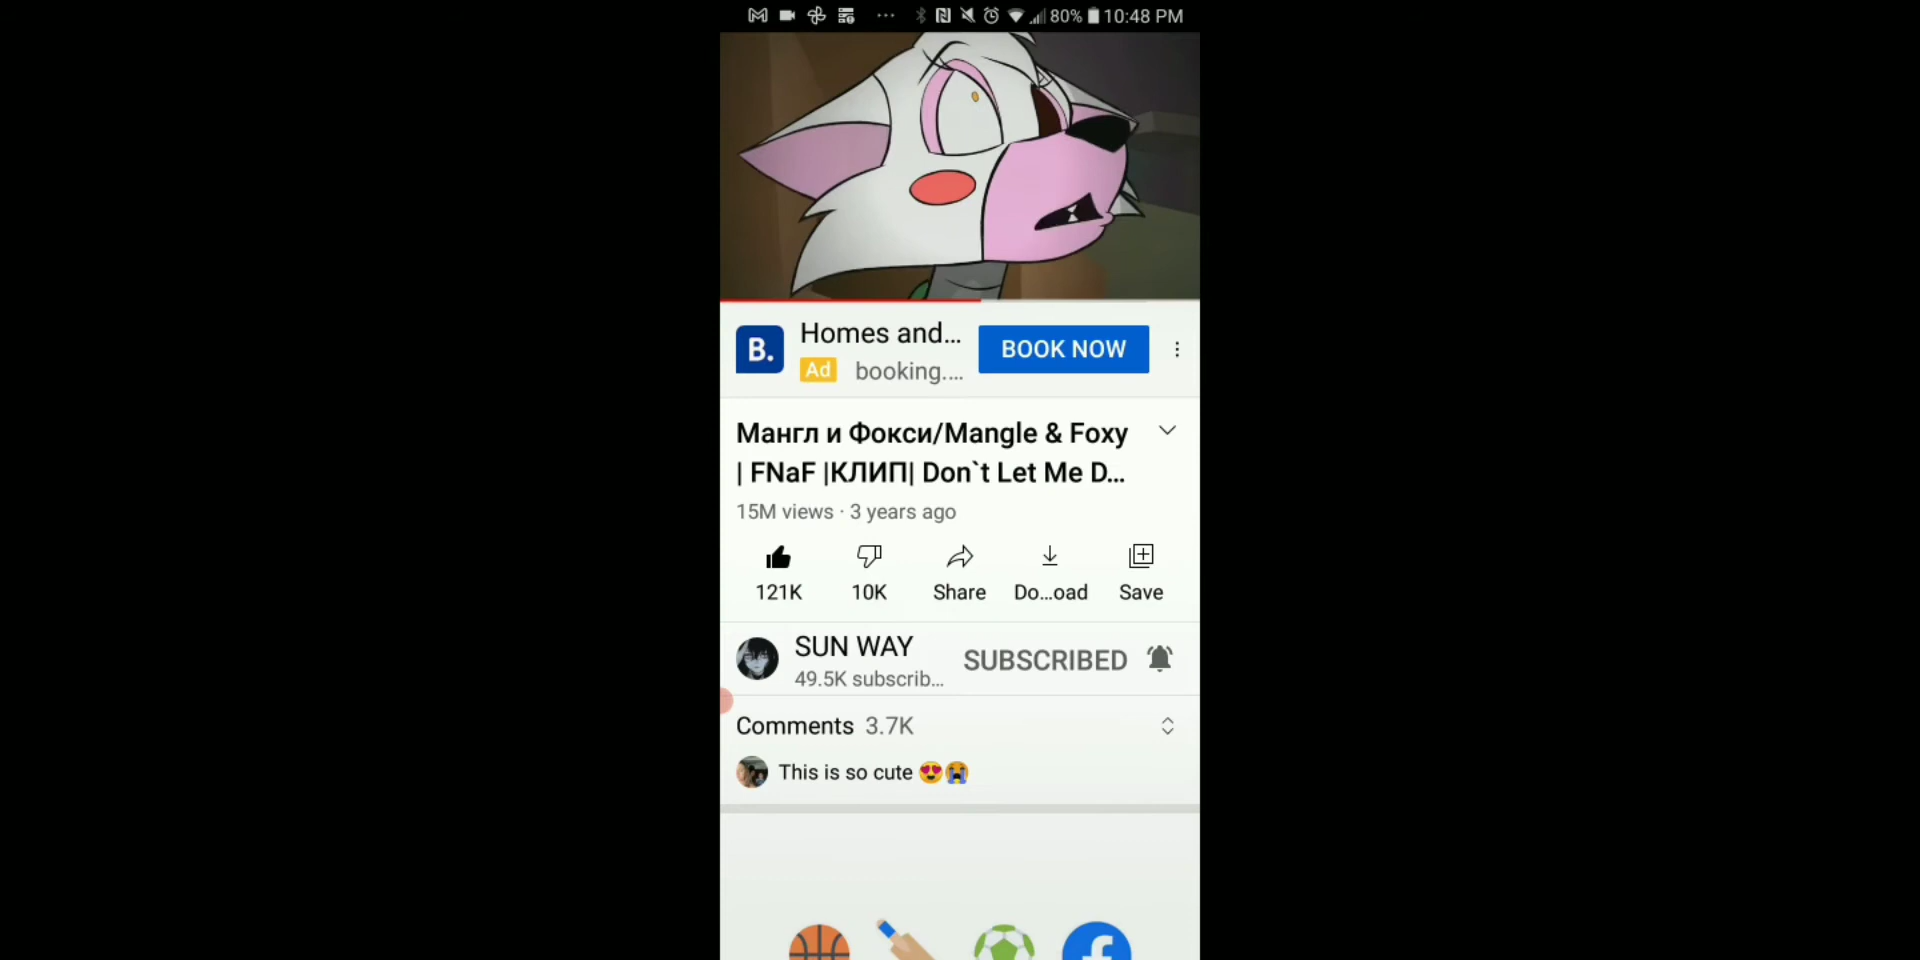 80% 10:48 PM
Homes and...
B.
BOOK NOW
Ad booking....
Мангл и Фокси/Mangle & Foxy
| FNaF |КЛИП| Don`t Let Me D...
15M views · 3 years ago
121K 10K Share Do...oad Save
SUN WAY
SUBSCRIBED
49.5K subscrib...
Comments 3.7K
This is so cute 😍😭